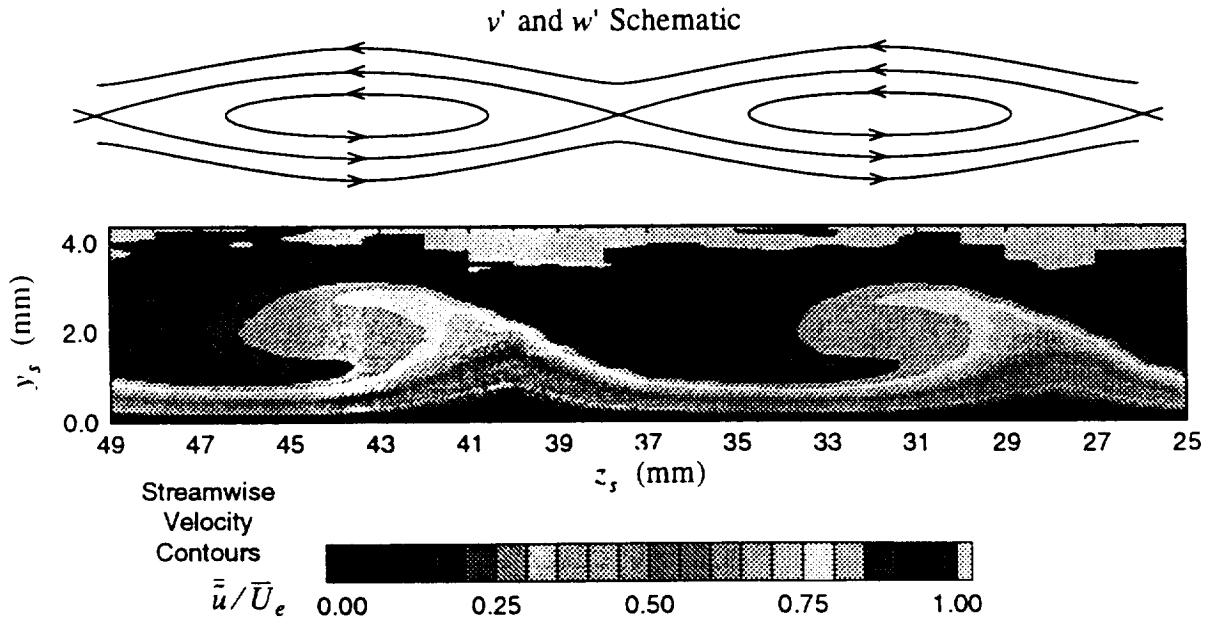 v' and w' Schematic
4.0
2.0
0.0
y_s (mm)
49 47 45 43 41 39 37 35 33 31 29 27 25
z_s (mm)
Streamwise
Velocity
Contours
ũ̄/U̅_e
0.00 0.25 0.50 0.75 1.00